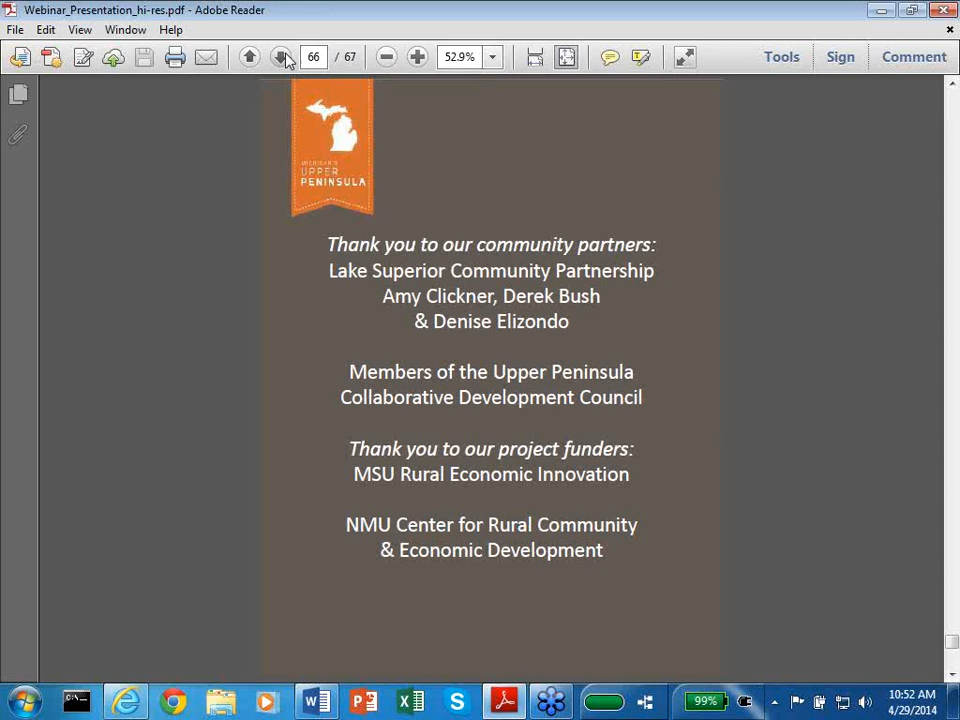 Webinar_Presentation_hi-res.pdf - Adobe Reader
File Edit View Window Help
66 / 67 52.9% Tools Sign Comment
MICHIGAN'S
UPPER
PENINSULA
Thank you to our community partners:
Lake Superior Community Partnership
Amy Clickner, Derek Bush
& Denise Elizondo
Members of the Upper Peninsula
Collaborative Development Council
Thank you to our project funders:
MSU Rural Economic Innovation
NMU Center for Rural Community
& Economic Development
99%
10:52 AM
4/29/2014